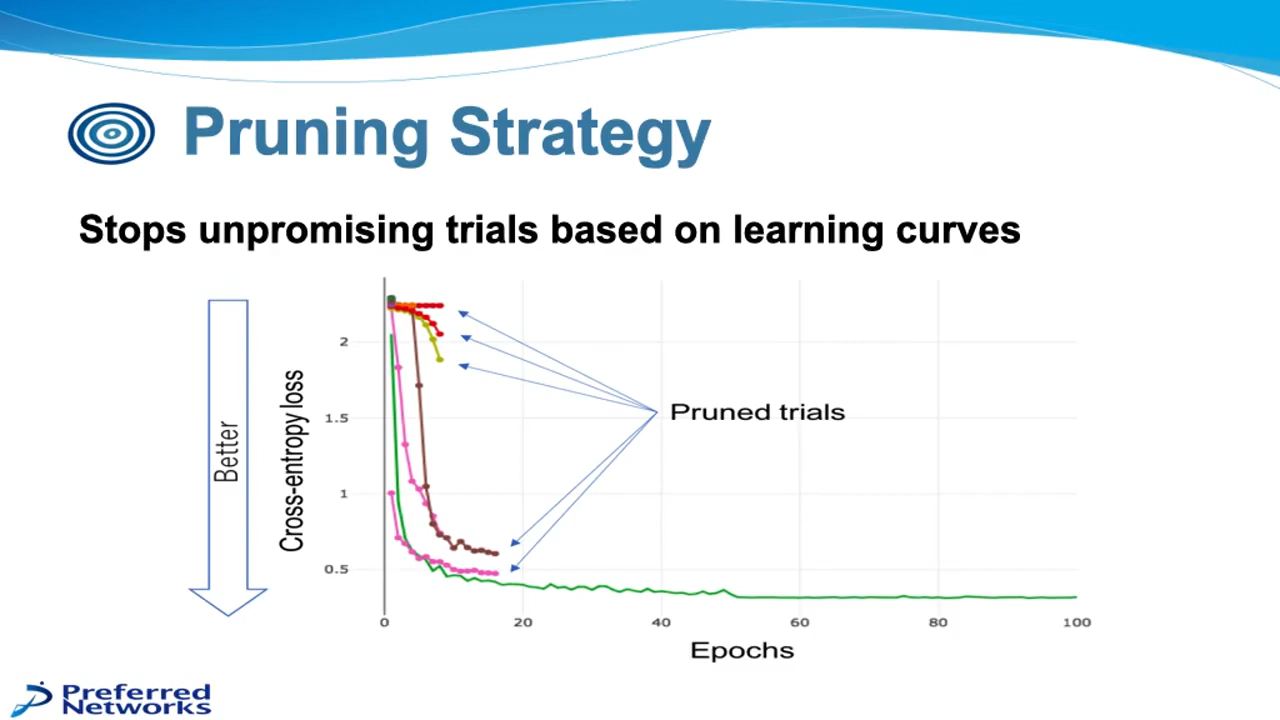 Pruning Strategy
Stops unpromising trials based on learning curves
Better
Cross-entropy loss
2
1.5
1
0.5
Pruned trials
0
20
40
60
80
100
Epochs
Preferred
Networks